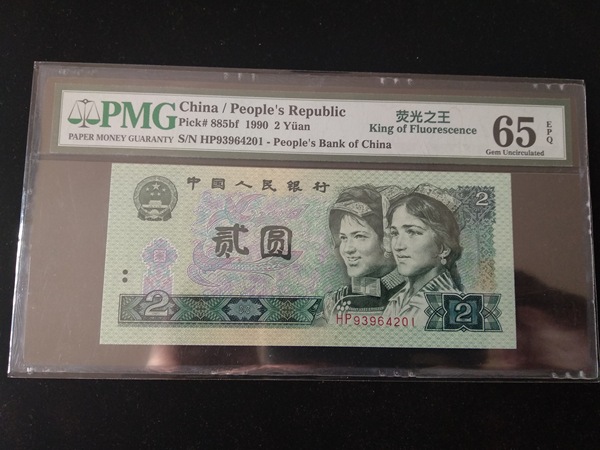 PMG
PAPER MONEY GUARANTY
China / People's Republic
Pick# 885bf 1990 2 Yüan
S/N HP93964201 - People's Bank of China
荧光之王
King of Fluorescence
65
EPQ
Gem Uncirculated
中国人民银行
2
贰圆
2
HP93964201
2